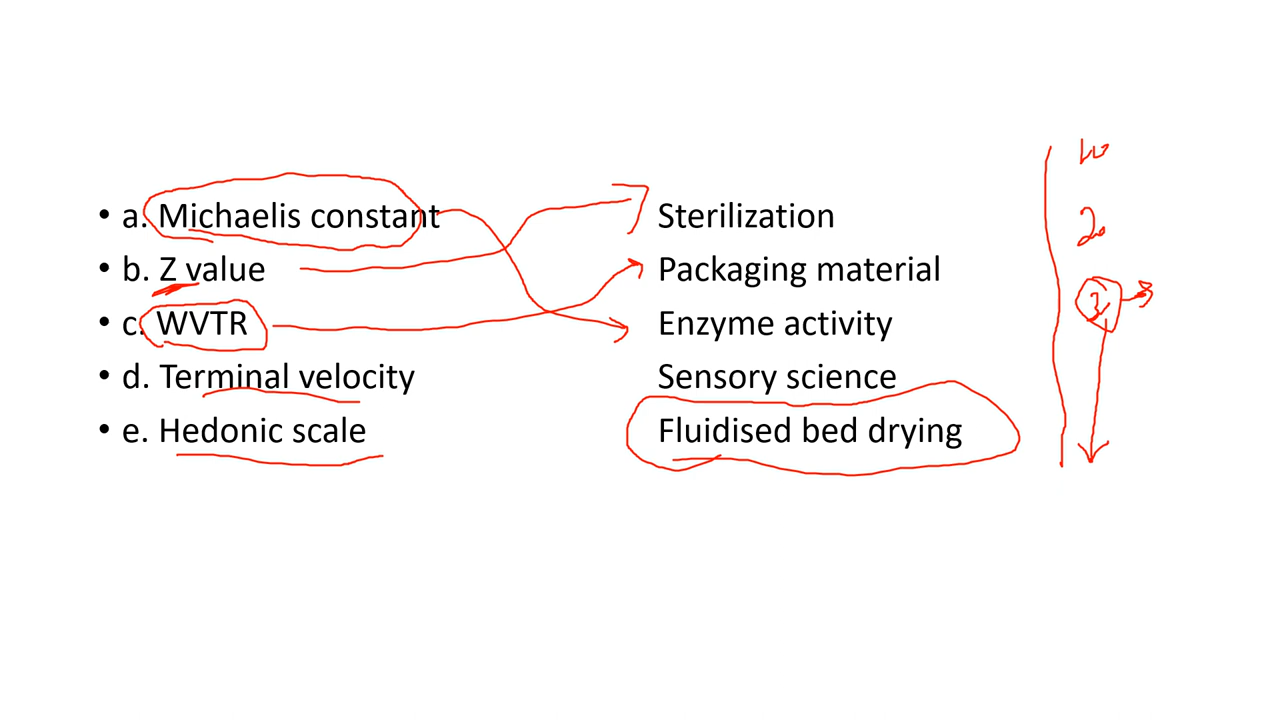 • a. Michaelis constant Sterilization
• b. Z value Packaging material
• c. WVTR Enzyme activity
• d. Terminal velocity Sensory science
• e. Hedonic scale Fluidised bed drying